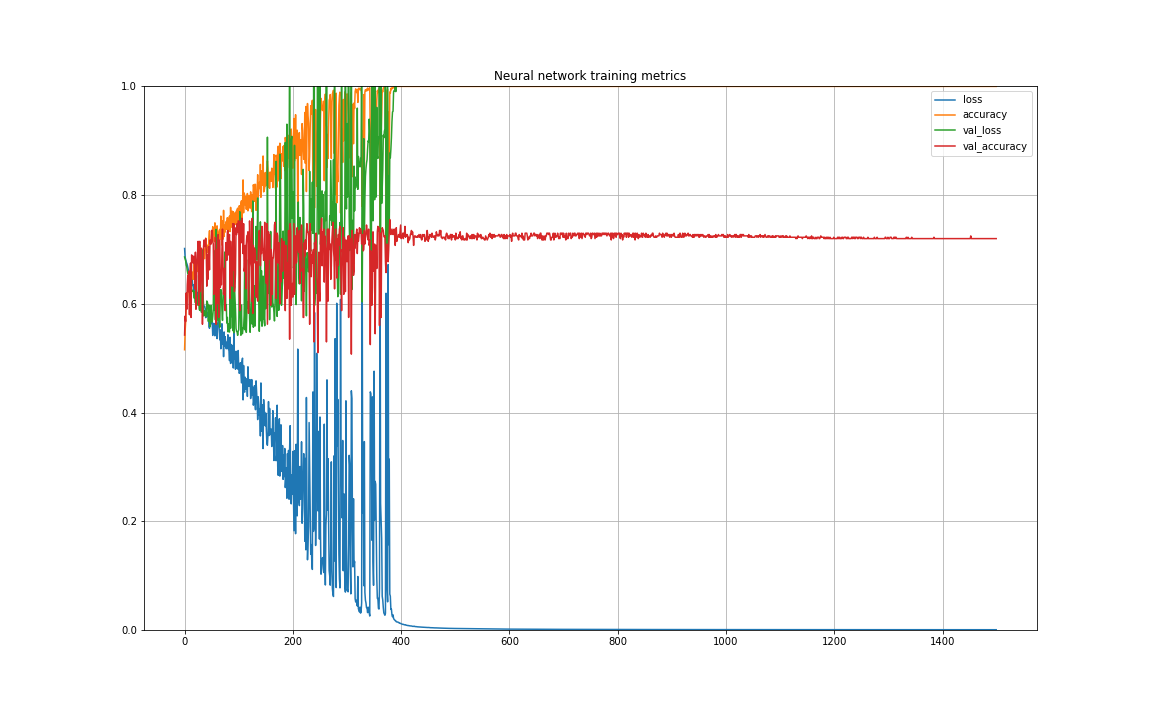 Neural network training metrics
1.0
loss
accuracy
val_loss
val_accuracy
0.8
0.6
0.4
0.2
0.0
0 200 400 600 800 1000 1200 1400